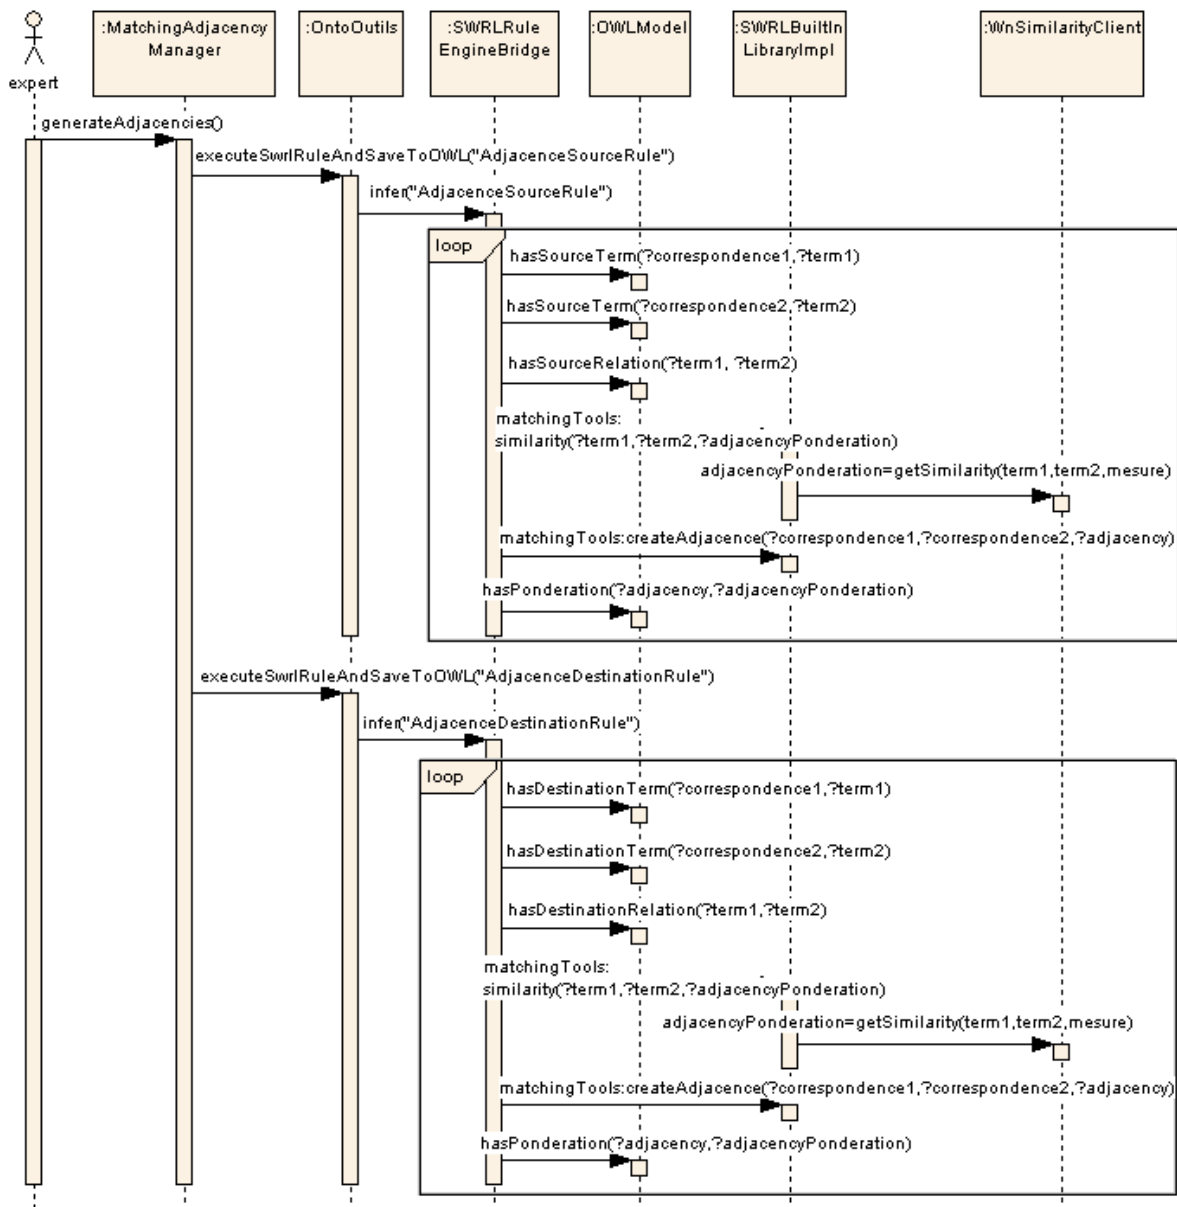 :MatchingAdjacency
Manager
:OntoOutils
:SWRLRule
EngineBridge
:OWLModel
:SWRLBuiltIn
LibraryImpl
:WnSimilarityClient
expert
generateAdjacencies()
executeSwrlRuleAndSaveToOWL("AdjacenceSourceRule")
infer("AdjacenceSourceRule")
loop
hasSourceTerm(?correspondence1,?term1)
hasSourceTerm(?correspondence2,?term2)
hasSourceRelation(?term1, ?term2)
matchingTools:
similarity(?term1,?term2,?adjacencyPonderation)
adjacencyPonderation=getSimilarity(term1,term2,mesure)
matchingTools:createAdjacence(?correspondence1,?correspondence2,?adjacency)
hasPonderation(?adjacency,?adjacencyPonderation)
executeSwrlRuleAndSaveToOWL("AdjacenceDestinationRule")
infer("AdjacenceDestinationRule")
loop
hasDestinationTerm(?correspondence1,?term1)
hasDestinationTerm(?correspondence2,?term2)
hasDestinationRelation(?term1,?term2)
matchingTools:
similarity(?term1,?term2,?adjacencyPonderation)
adjacencyPonderation=getSimilarity(term1,term2,mesure)
matchingTools:createAdjacence(?correspondence1,?correspondence2,?adjacency)
hasPonderation(?adjacency,?adjacencyPonderation)